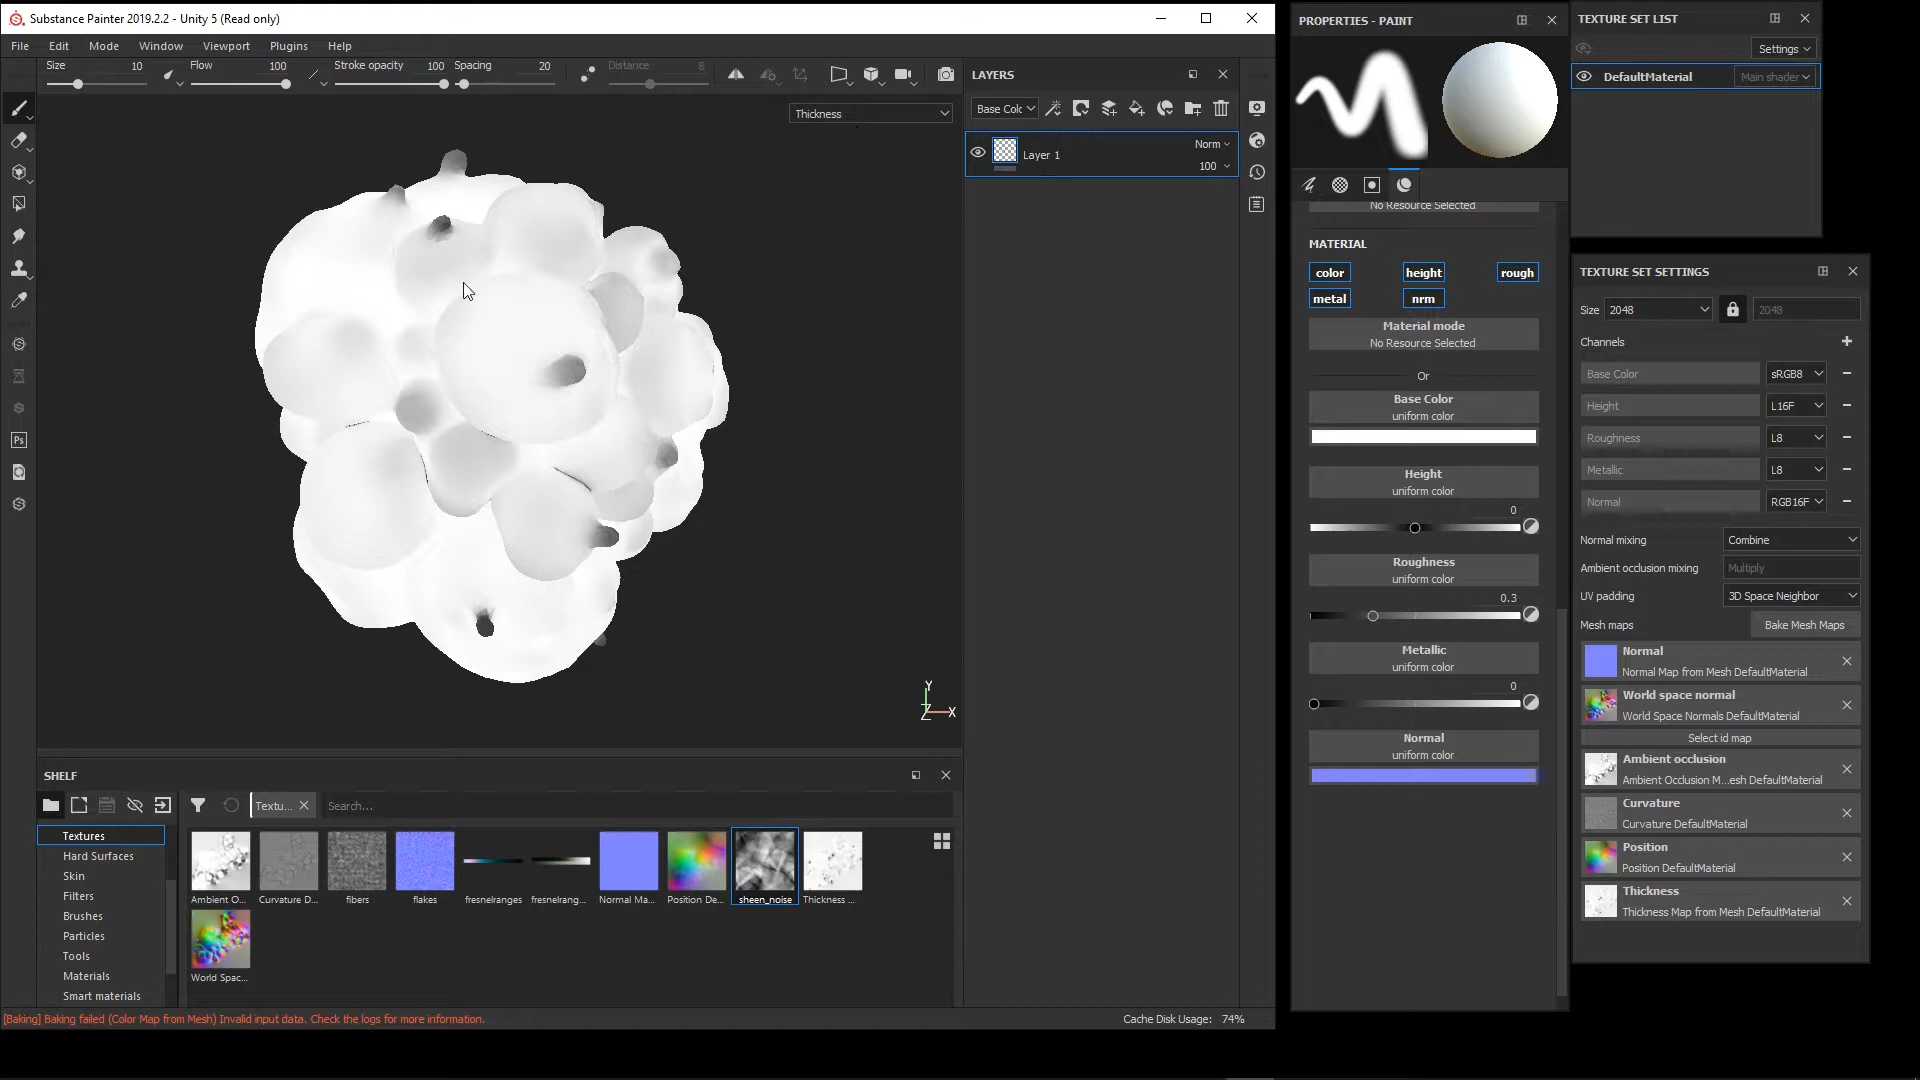 Substance Painter 2019.2.2 - Unity 5 (Read only)
File Edit Mode Window Viewport Plugins Help
Size 10 Flow 100 Stroke opacity 100 Spacing 20 Distance 8
Thickness
Y
Z X
LAYERS
Base Colc
Layer 1 Norm
100
PROPERTIES - PAINT
No Resource Selected
MATERIAL
color height rough
metal nrm
Material mode
No Resource Selected
Or
Base Color
uniform color
Height
uniform color
0
Roughness
uniform color
0.3
Metallic
uniform color
0
Normal
uniform color
TEXTURE SET LIST
Settings
DefaultMaterial Main shader
TEXTURE SET SETTINGS
Size 2048 2048
Channels
Base Color sRGB8
Height L16F
Roughness L8
Metallic L8
Normal RGB16F
Normal mixing Combine
Ambient occlusion mixing Multiply
UV padding 3D Space Neighbor
Mesh maps Bake Mesh Maps
Normal
Normal Map from Mesh DefaultMaterial
World space normal
World Space Normals DefaultMaterial
Select id map
Ambient occlusion
Ambient Occlusion M...esh DefaultMaterial
Curvature
Curvature DefaultMaterial
Position
Position DefaultMaterial
Thickness
Thickness Map from Mesh DefaultMaterial
Ps
SHELF
Textu... Search...
Textures
Hard Surfaces
Skin
Filters
Brushes
Particles
Tools
Materials
Smart materials
Ambient O... Curvature D... fibers flakes fresnelranges fresnelrang... Normal Ma... Position De... sheen_noise Thickness ...
World Spac...
[Baking] Baking failed (Color Map from Mesh) Invalid input data. Check the logs for more information.
Cache Disk Usage: 74%